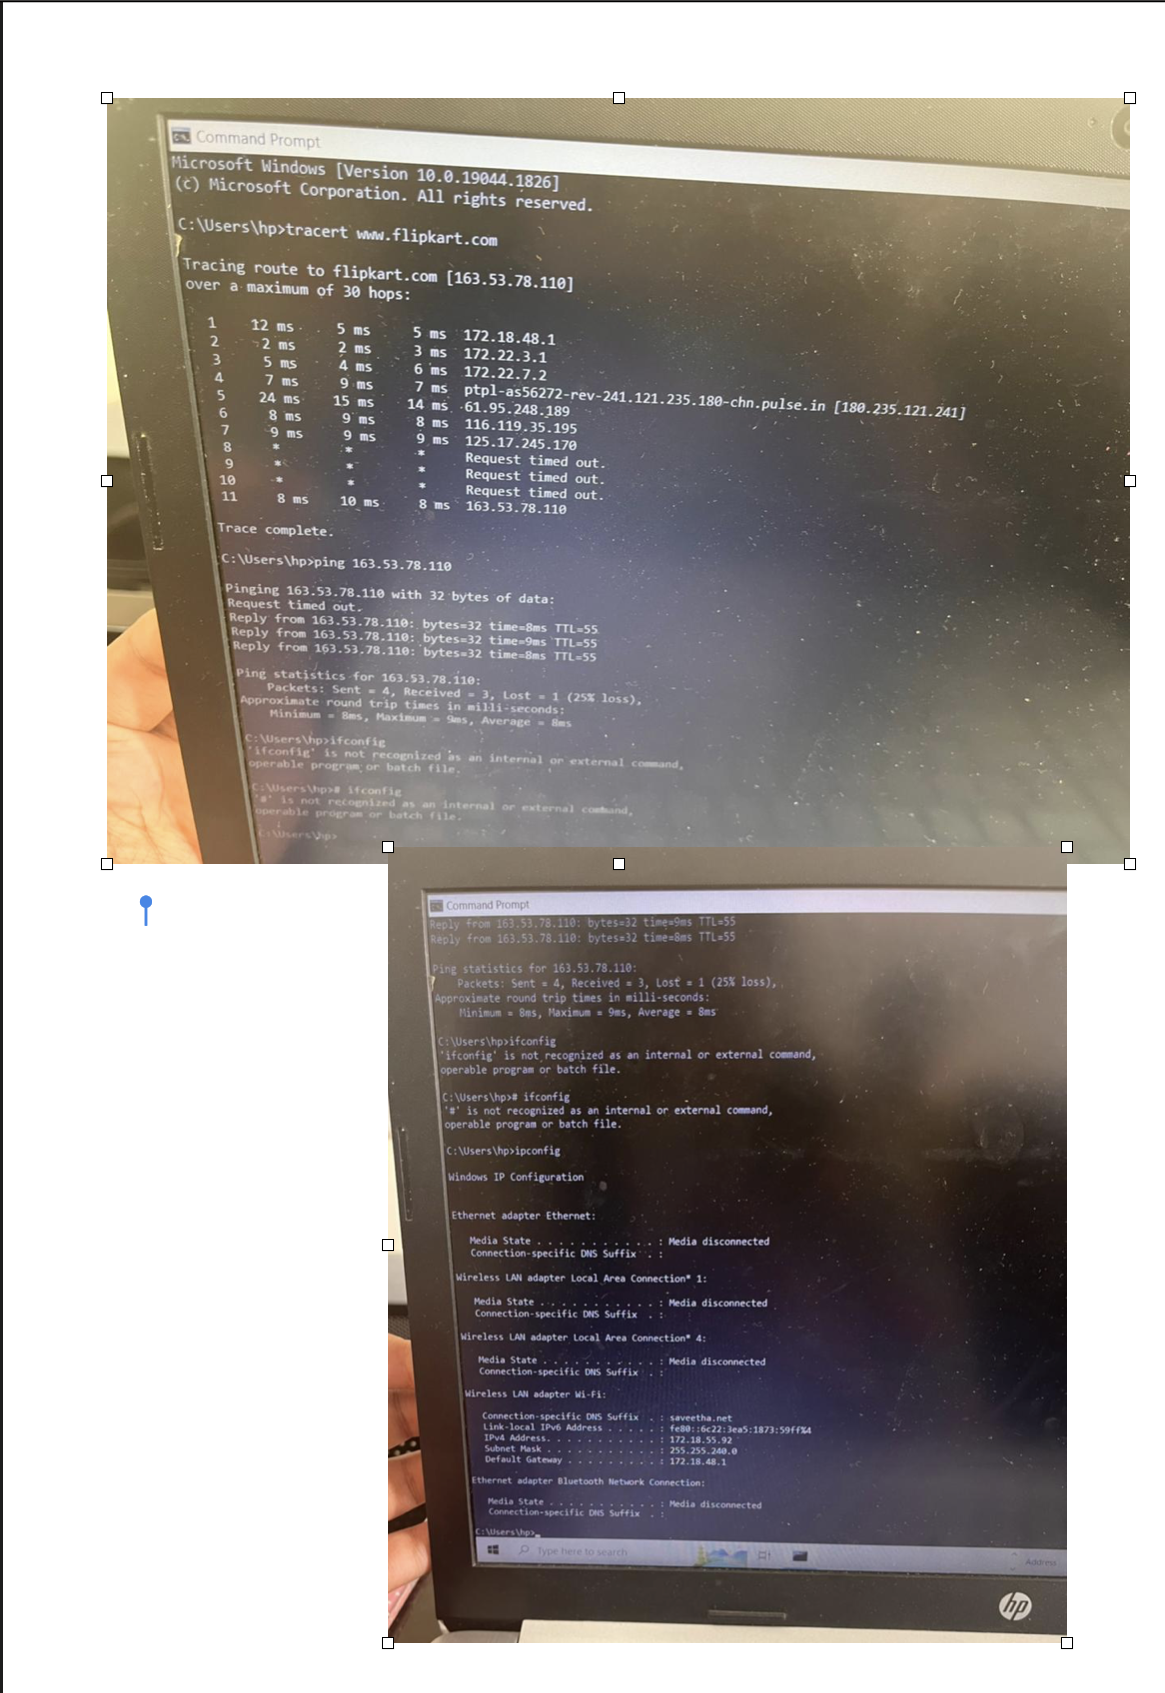 Command Prompt
Microsoft Windows [Version 10.0.19044.1826]
(c) Microsoft Corporation. All rights reserved.
C:\Users\hp>tracert www.flipkart.com
Tracing route to flipkart.com [163.53.78.110]
over a maximum of 30 hops:
1 12 ms 5 ms 5 ms 172.18.48.1
2 2 ms 2 ms 3 ms 172.22.3.1
3 5 ms 4 ms 6 ms 172.22.7.2
4 7 ms 9 ms 7 ms ptpl-as56272-rev-241.121.235.180-chn.pulse.in [180.235.121.241]
5 24 ms 15 ms 14 ms 61.95.248.189
6 8 ms 9 ms 8 ms 116.119.35.195
7 9 ms 9 ms 9 ms 125.17.245.170
8 * * * Request timed out.
9 * * * Request timed out.
10 * * * Request timed out.
11 8 ms 10 ms 8 ms 163.53.78.110
Trace complete.
C:\Users\hp>ping 163.53.78.110
Pinging 163.53.78.110 with 32 bytes of data:
Request timed out.
Reply from 163.53.78.110: bytes=32 time=8ms TTL=55
Reply from 163.53.78.110: bytes=32 time=9ms TTL=55
Reply from 163.53.78.110: bytes=32 time=8ms TTL=55
Ping statistics for 163.53.78.110:
Packets: Sent = 4, Received = 3, Lost = 1 (25% loss),
Approximate round trip times in milli-seconds:
Minimum = 8ms, Maximum = 9ms, Average = 8ms
C:\Users\hp>ifconfig
'ifconfig' is not recognized as an internal or external command,
operable program or batch file.
C:\Users\hp># ifconfig
'#' is not recognized as an internal or external command,
operable program or batch file.
C:\Users\hp>
Command Prompt
Reply from 163.53.78.110: bytes=32 time=9ms TTL=55
Reply from 163.53.78.110: bytes=32 time=8ms TTL=55
Ping statistics for 163.53.78.110:
Packets: Sent = 4, Received = 3, Lost = 1 (25% loss),
Approximate round trip times in milli-seconds:
Minimum = 8ms, Maximum = 9ms, Average = 8ms
C:\Users\hp>ifconfig
'ifconfig' is not recognized as an internal or external command,
operable program or batch file.
C:\Users\hp># ifconfig
'#' is not recognized as an internal or external command,
operable program or batch file.
C:\Users\hp>ipconfig
Windows IP Configuration
Ethernet adapter Ethernet:
Media State . . . . . . . . . . . : Media disconnected
Connection-specific DNS Suffix . :
Wireless LAN adapter Local Area Connection* 1:
Media State . . . . . . . . . . . : Media disconnected
Connection-specific DNS Suffix . :
Wireless LAN adapter Local Area Connection* 4:
Media State . . . . . . . . . . . : Media disconnected
Connection-specific DNS Suffix . :
Wireless LAN adapter Wi-Fi:
Connection-specific DNS Suffix . : saveetha.net
Link-local IPv6 Address . . . . . : fe80::6c22:3ea5:1873:59ff%4
IPv4 Address. . . . . . . . . . . : 172.18.55.92
Subnet Mask . . . . . . . . . . . : 255.255.240.0
Default Gateway . . . . . . . . . : 172.18.48.1
Ethernet adapter Bluetooth Network Connection:
Media State . . . . . . . . . . . : Media disconnected
Connection-specific DNS Suffix . :
C:\Users\hp>_
Type here to search
Address
hp